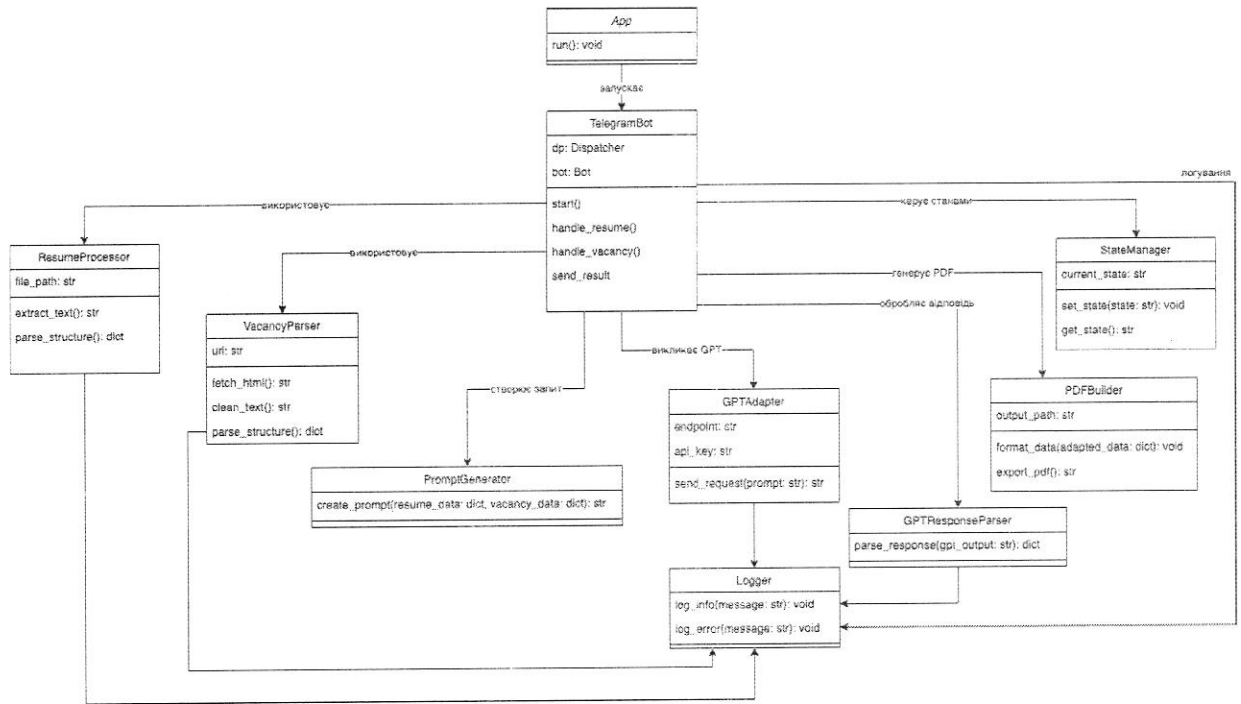 App
run(): void
запускає
TelegramBot
dp: Dispatcher
bot: Bot
start()
handle_resume()
handle_vacancy()
send_result
логування
використовує
керує станами
ResumeProcessor
file_path: str
extract_text(): str
parse_structure(): dict
використовує
StateManager
current_state: str
set_state(state: str): void
get_state(): str
генерує PDF
обробляє відповідь
VacancyParser
url: str
fetch_html(): str
clean_text(): str
parse_structure(): dict
викликає GPT
створює запит
GPTAdapter
endpoint: str
api_key: str
send_request(prompt: str): str
PDFBuilder
output_path: str
format_data(adapted_data: dict): void
export_pdf(): str
PromptGenerator
create_prompt(resume_data: dict, vacancy_data: dict): str
GPTResponseParser
parse_response(gpt_output: str): dict
Logger
log_info(message: str): void
log_error(message: str): void